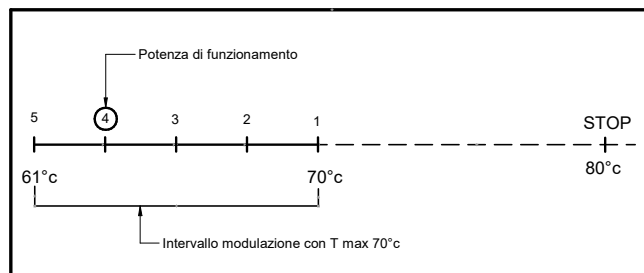 Potenza di funzionamento
5 4 3 2 1 STOP
61°c 70°c 80°c
Intervallo modulazione con T max 70°c